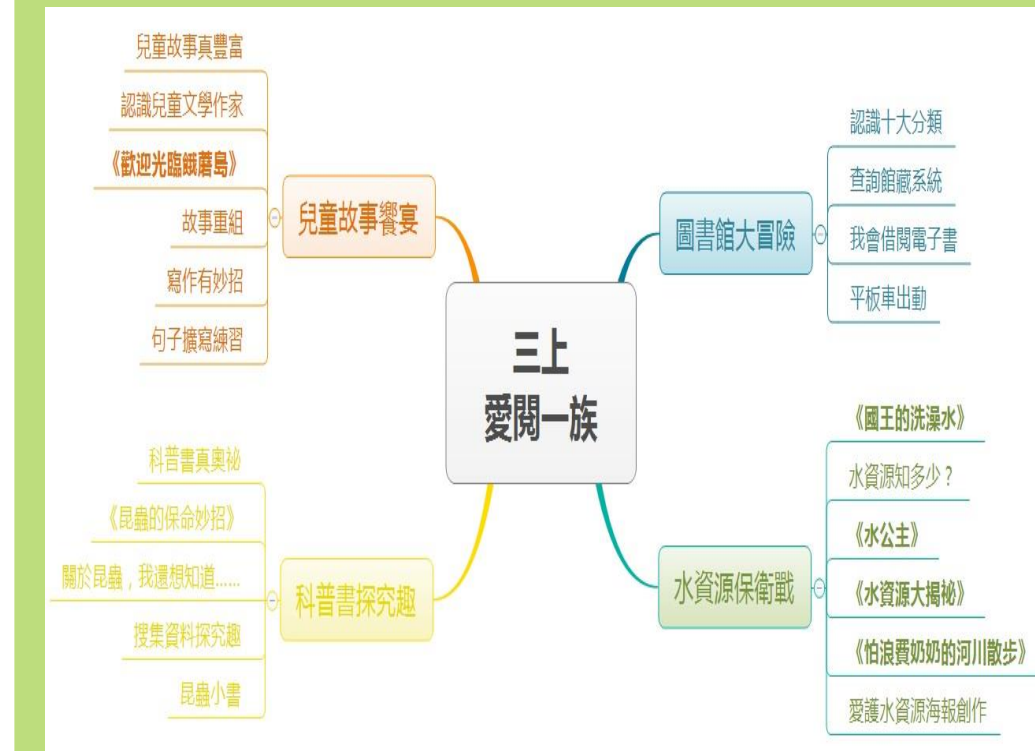 三上
愛閱一族
兒童故事饗宴
兒童故事真豐富
認識兒童文學作家
《歡迎光臨餓蘑島》
故事重組
寫作有妙招
句子擴寫練習
圖書館大冒險
認識十大分類
查詢館藏系統
我會借閱電子書
平板車出動
科普書探究趣
科普書真奧祕
《昆蟲的保命妙招》
關於昆蟲，我還想知道……
搜集資料探究趣
昆蟲小書
水資源保衛戰
《國王的洗澡水》
水資源知多少？
《水公主》
《水資源大揭祕》
《怕浪費奶奶的河川散步》
愛護水資源海報創作